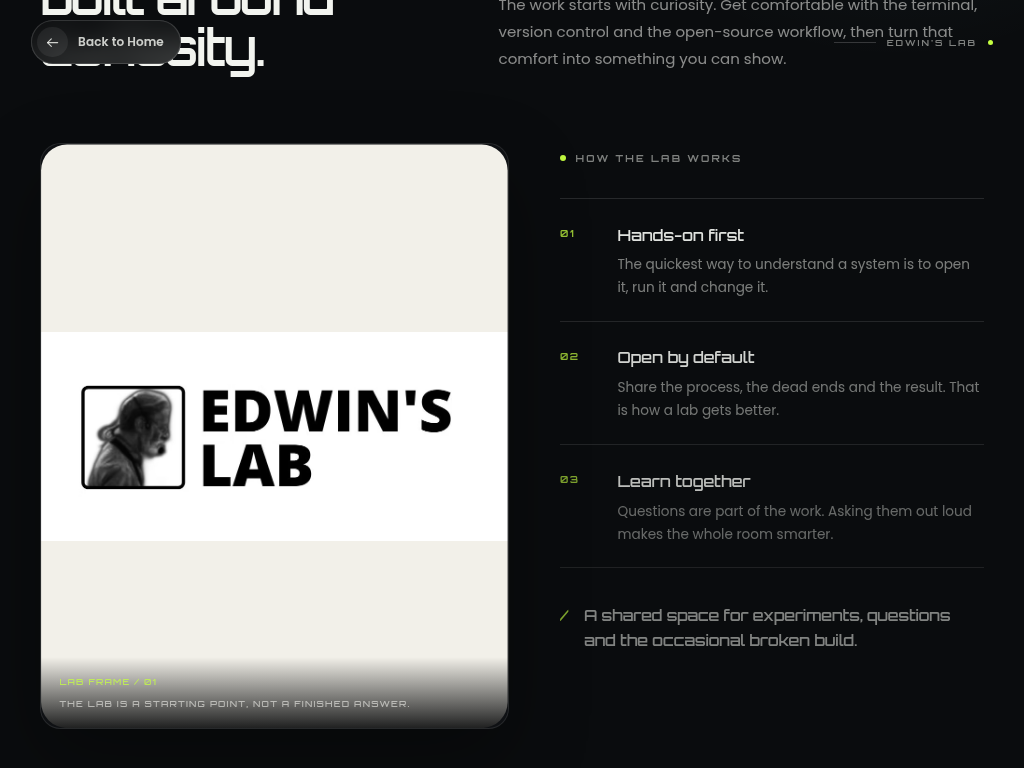 Back to Home
The work starts with curiosity. Get comfortable with the terminal,
version control and the open-source workflow, then turn that
comfort into something you can show.
EDWIN'S LAB
HOW THE LAB WORKS
01
Hands-on first
The quickest way to understand a system is to open
it, run it and change it.
02
Open by default
Share the process, the dead ends and the result. That
is how a lab gets better.
03
Learn together
Questions are part of the work. Asking them out loud
makes the whole room smarter.
/ A shared space for experiments, questions
and the occasional broken build.
EDWIN'S
LAB
LAB FRAME / 01
THE LAB IS A STARTING POINT, NOT A FINISHED ANSWER.